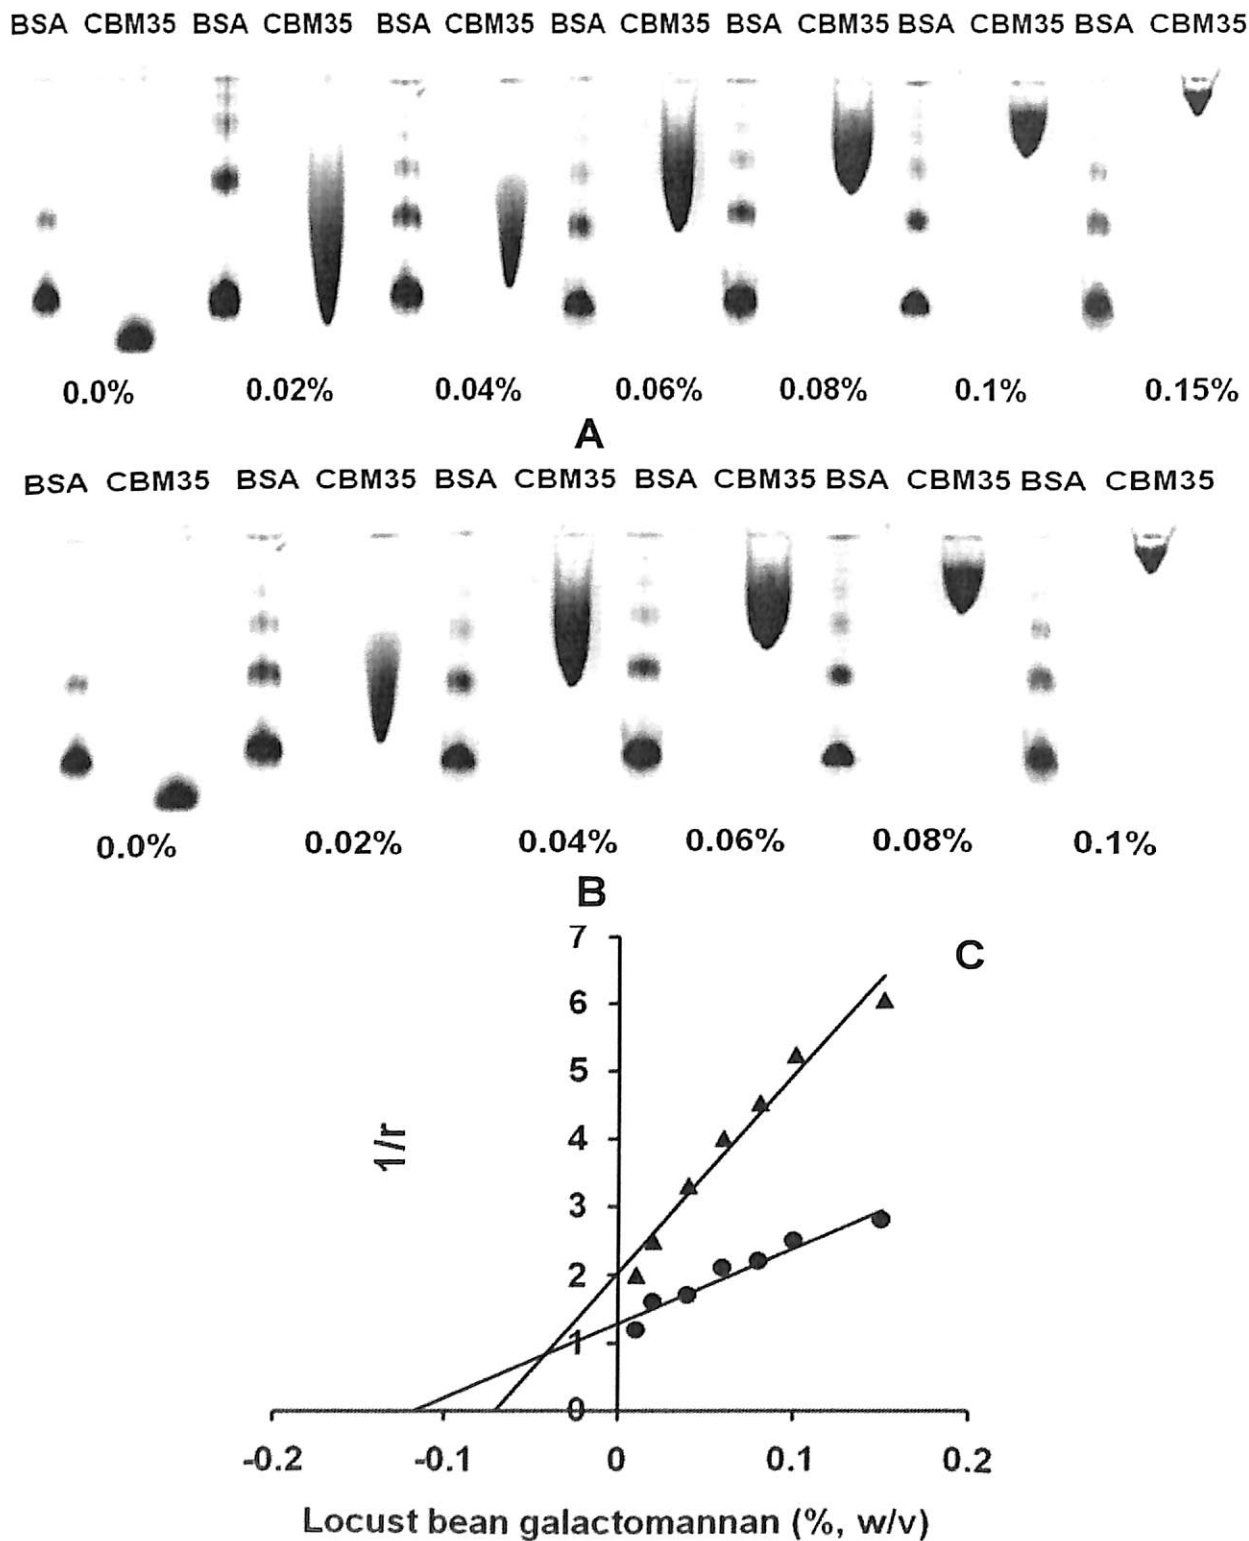 BSA CBM35 BSA CBM35 BSA CBM35 BSA CBM35 BSA CBM35 BSA CBM35 BSA CBM35
0.0% 0.02% 0.04% 0.06% 0.08% 0.1% 0.15%
A
BSA CBM35 BSA CBM35 BSA CBM35 BSA CBM35 BSA CBM35 BSA CBM35
0.0% 0.02% 0.04% 0.06% 0.08% 0.1%
B
C
7
6
5
4
3
2
1
0
1/r
-0.2 -0.1 0 0.1 0.2
Locust bean galactomannan (%, w/v)